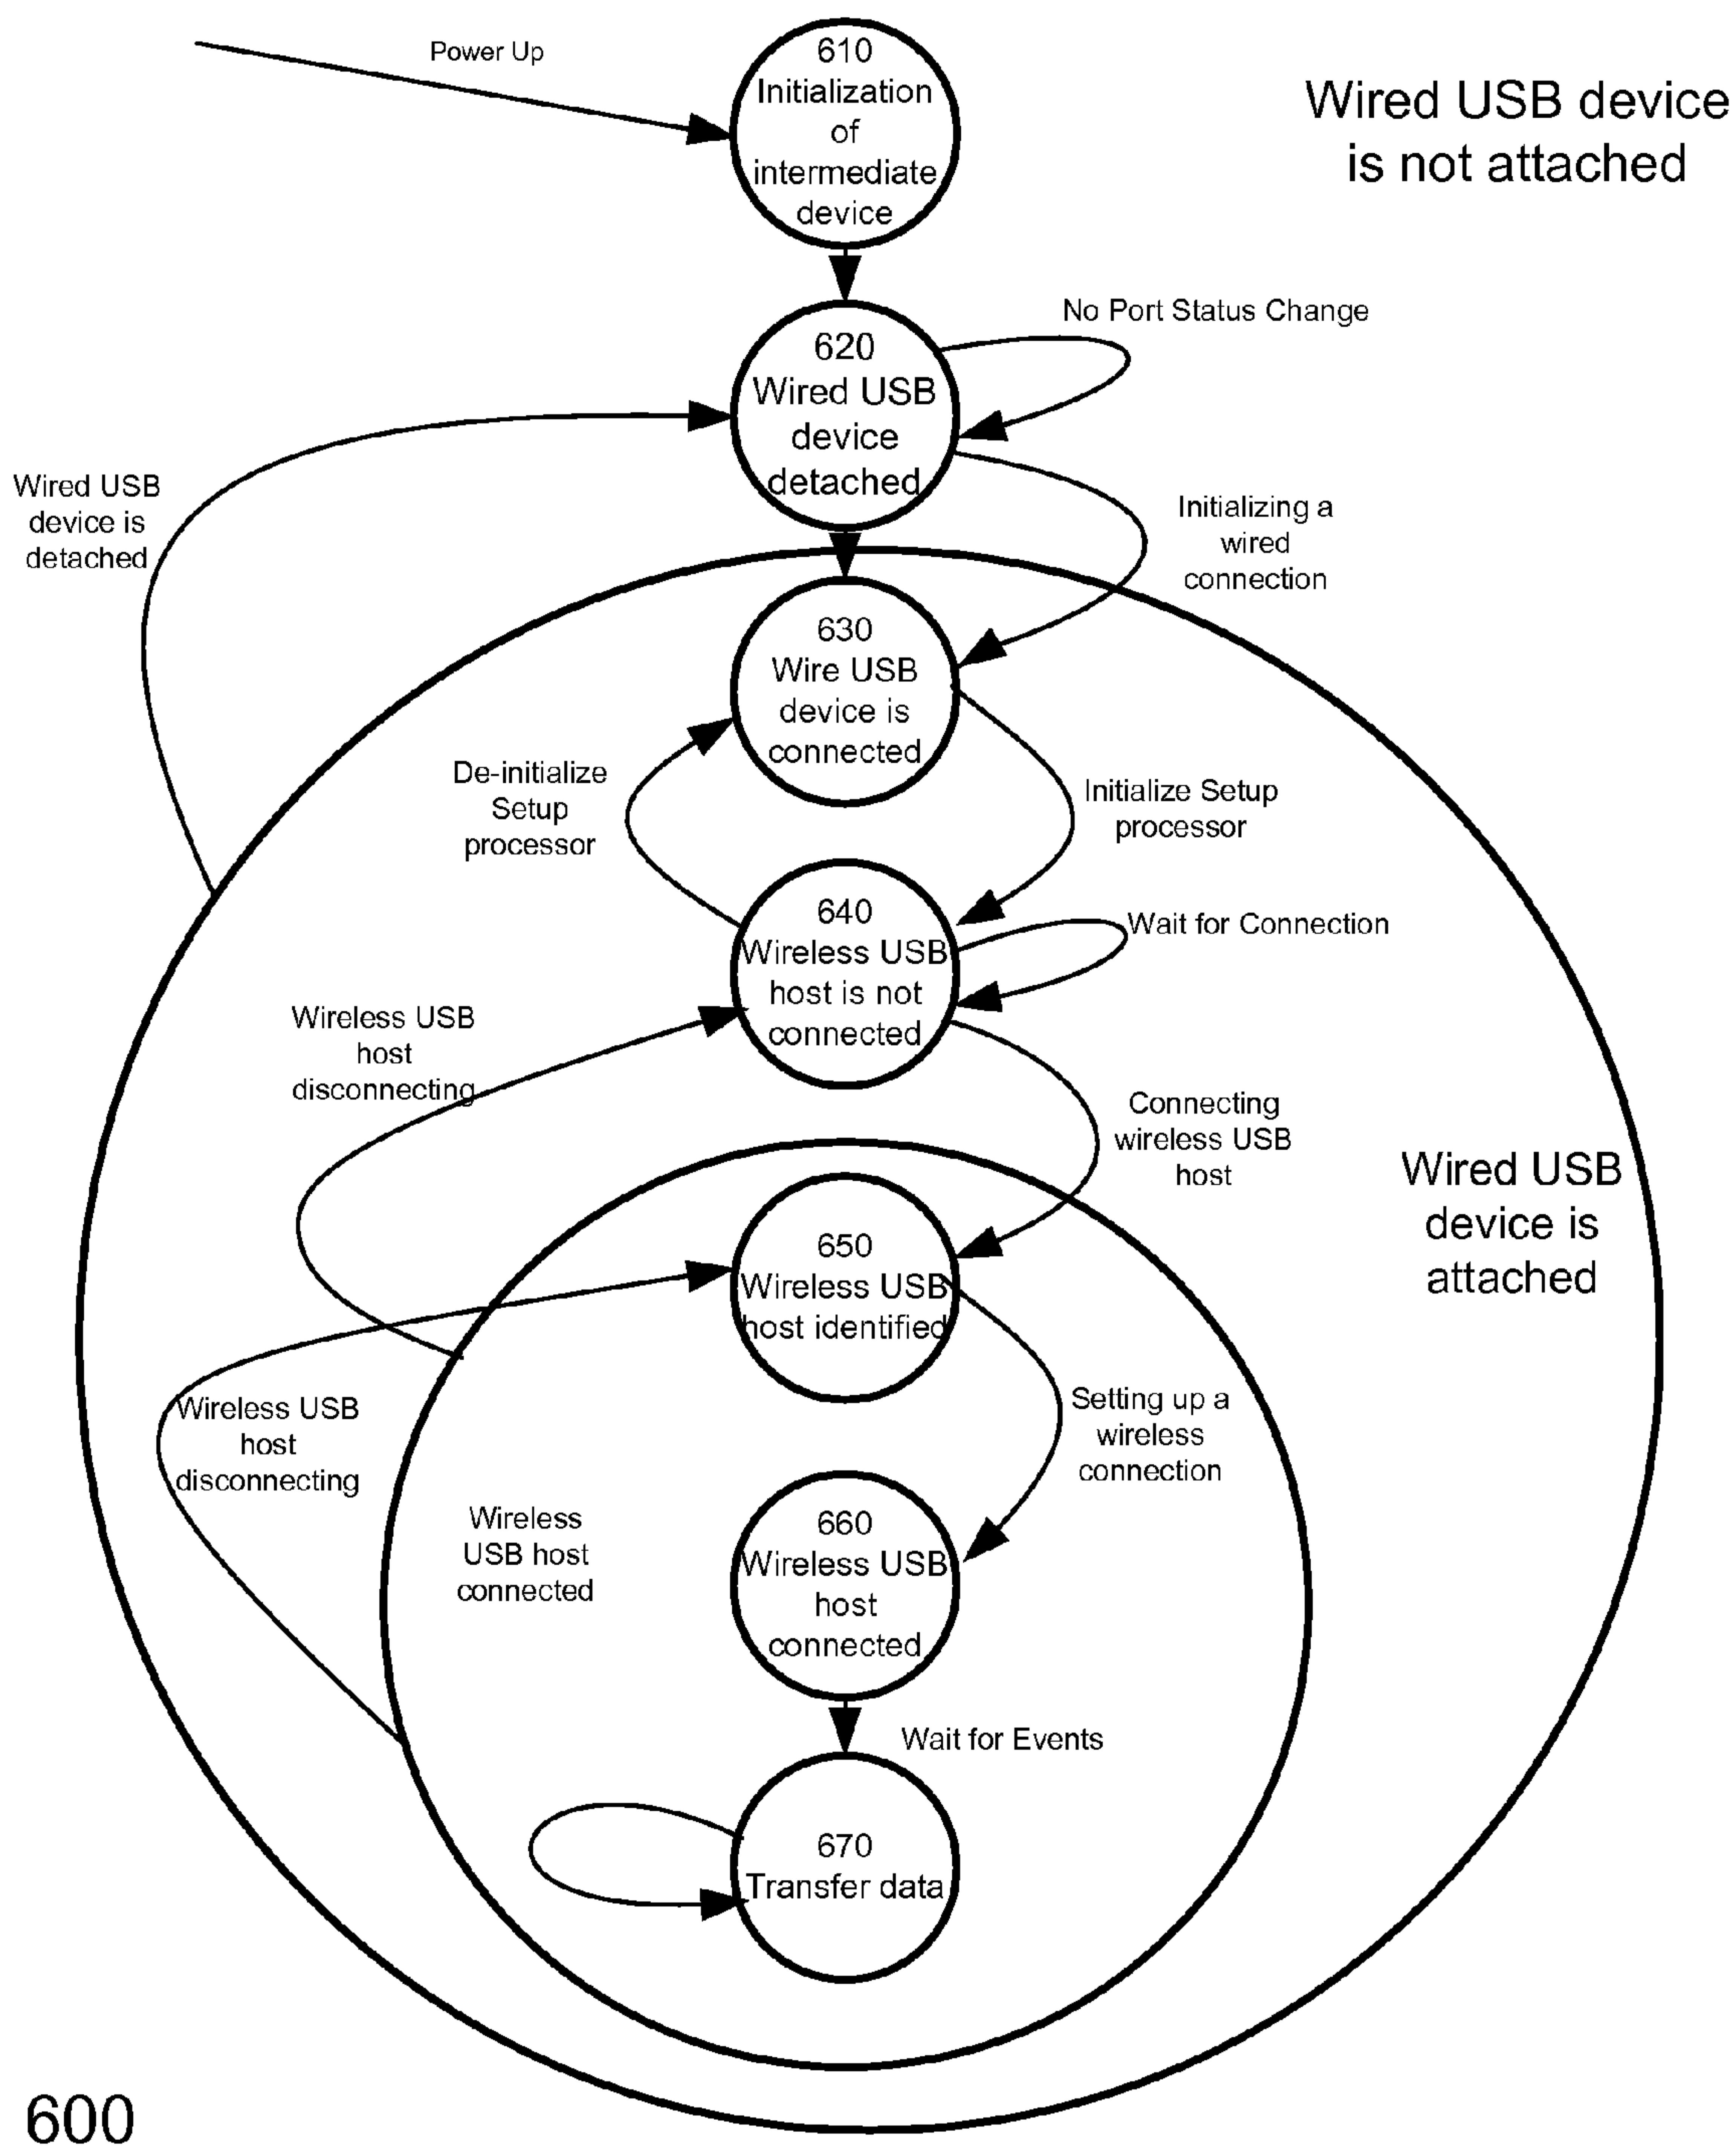 Power Up
610
Initialization
of
intermediate
device
Wired USB device
is not attached
No Port Status Change
620
Wired USB
device
detached
Wired USB
device is
detached
Initializing a
wired
connection
630
Wire USB
device is
connected
De-initialize
Setup
processor
Initialize Setup
processor
640
Wireless USB
host is not
connected
Wait for Connection
Wireless USB
host
disconnecting
Connecting
wireless USB
host
Wired USB
device is
attached
650
Wireless USB
host identified
Wireless USB
host
disconnecting
Setting up a
wireless
connection
Wireless
USB host
connected
660
Wireless USB
host
connected
Wait for Events
670
Transfer data
600